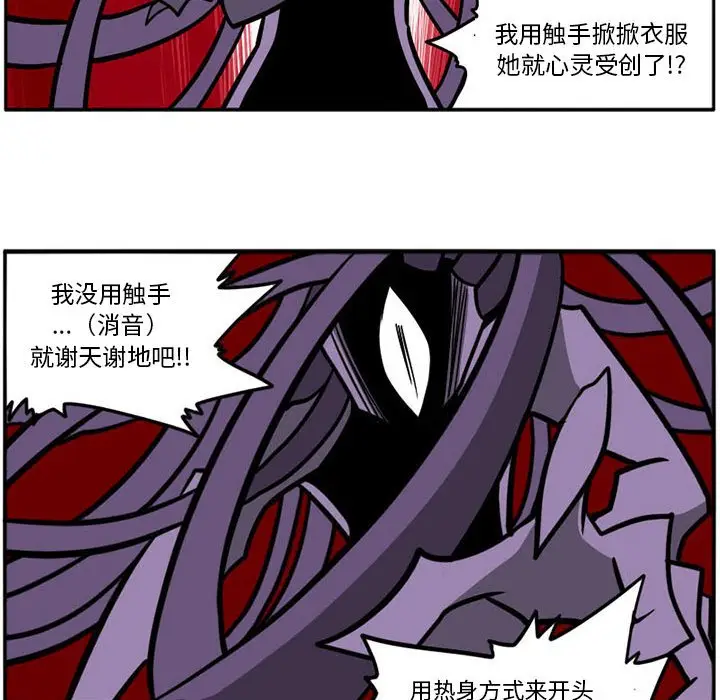 我用触手掀掀衣服
她就心灵受创了!?
我没用触手
...（消音）
就谢天谢地吧!!
用热身方式来开头